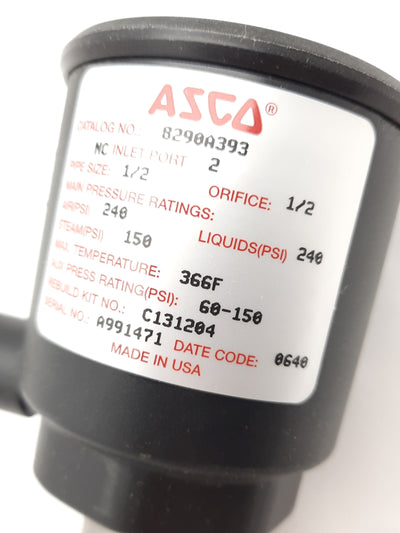 ASCO®
CATALOG NO.: 8290A393
NC INLET PORT 2
PIPE SIZE: 1/2 ORIFICE: 1/2
MAIN PRESSURE RATINGS:
AIR(PSI) 240 LIQUIDS(PSI) 240
STEAM(PSI) 150
MAX. TEMPERATURE: 366F
AUX PRESS RATING(PSI): 60-150
REBUILD KIT NO.: C131204
SERIAL NO.: A991471 DATE CODE: 0640
MADE IN USA